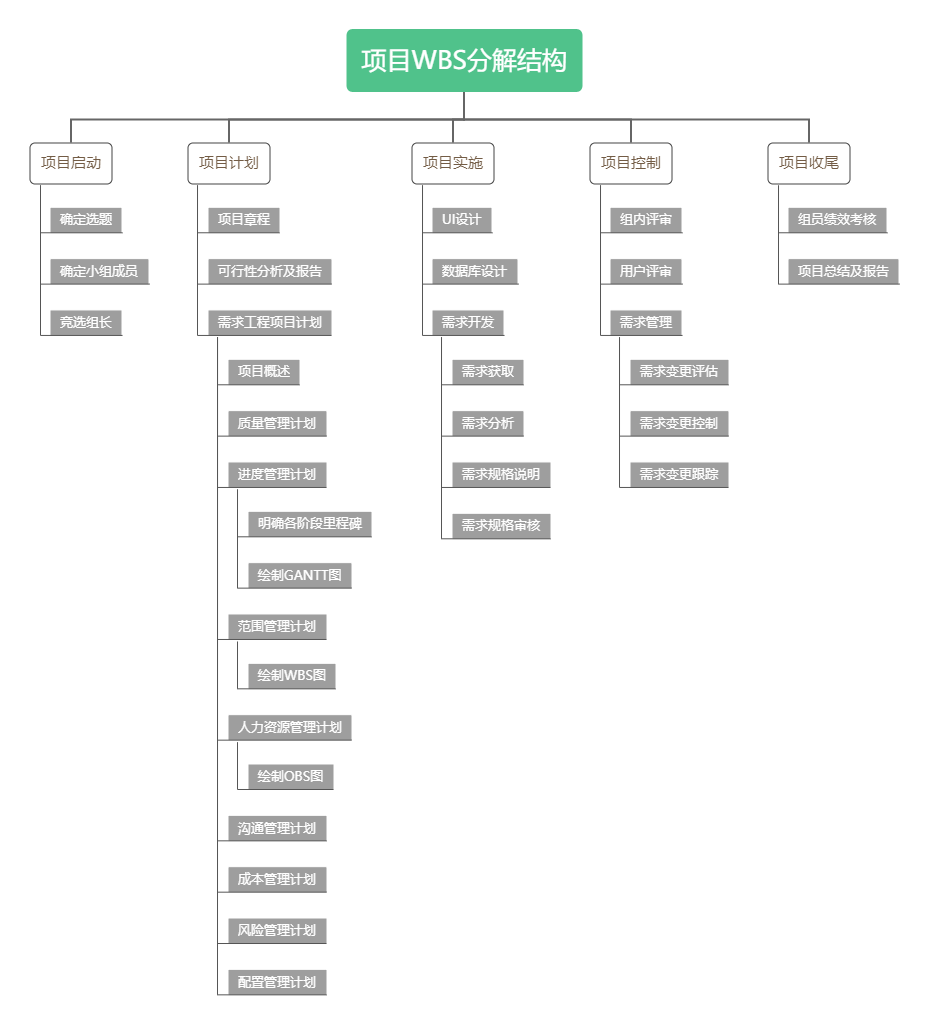 项目WBS分解结构
项目启动
确定选题
确定小组成员
竞选组长
项目计划
项目章程
可行性分析及报告
需求工程项目计划
项目概述
质量管理计划
进度管理计划
明确各阶段里程碑
绘制GANTT图
范围管理计划
绘制WBS图
人力资源管理计划
绘制OBS图
沟通管理计划
成本管理计划
风险管理计划
配置管理计划
项目实施
UI设计
数据库设计
需求开发
需求获取
需求分析
需求规格说明
需求规格审核
项目控制
组内评审
用户评审
需求管理
需求变更评估
需求变更控制
需求变更跟踪
项目收尾
组员绩效考核
项目总结及报告